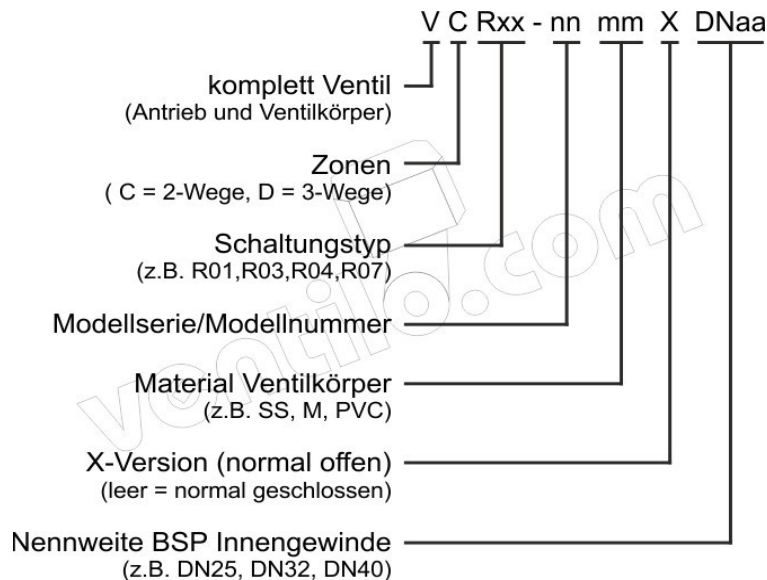 V C Rxx - nn mm X DNaa
komplett Ventil
(Antrieb und Ventilkörper)
Zonen
( C = 2-Wege, D = 3-Wege)
Schaltungstyp
(z.B. R01,R03,R04,R07)
Modellserie/Modellnummer
Material Ventilkörper
(z.B. SS, M, PVC)
X-Version (normal offen)
(leer = normal geschlossen)
Nennweite BSP Innengewinde
(z.B. DN25, DN32, DN40)
ventilo.com